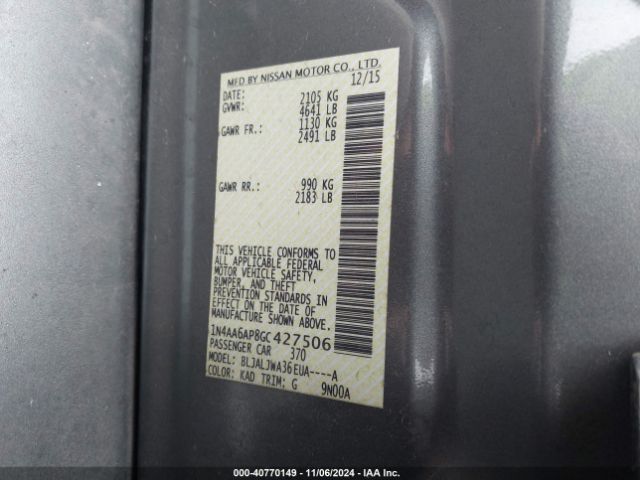 MFD BY NISSAN MOTOR CO., LTD.
DATE: 12/15
GVWR: 2105 KG
4641 LB
GAWR FR.: 1130 KG
2491 LB
GAWR RR.: 990 KG
2183 LB
THIS VEHICLE CONFORMS TO
ALL APPLICABLE FEDERAL
MOTOR VEHICLE SAFETY,
BUMPER, AND THEFT
PREVENTION STANDARDS IN
EFFECT ON THE DATE OF
MANUFACTURE SHOWN ABOVE.
1N4AA6AP8GC427506
PASSENGER CAR 370
MODEL: BLJALJWA36EUA----A
COLOR: KAD TRIM: G 9N00A
000-40770149 - 11/06/2024 - IAA Inc.